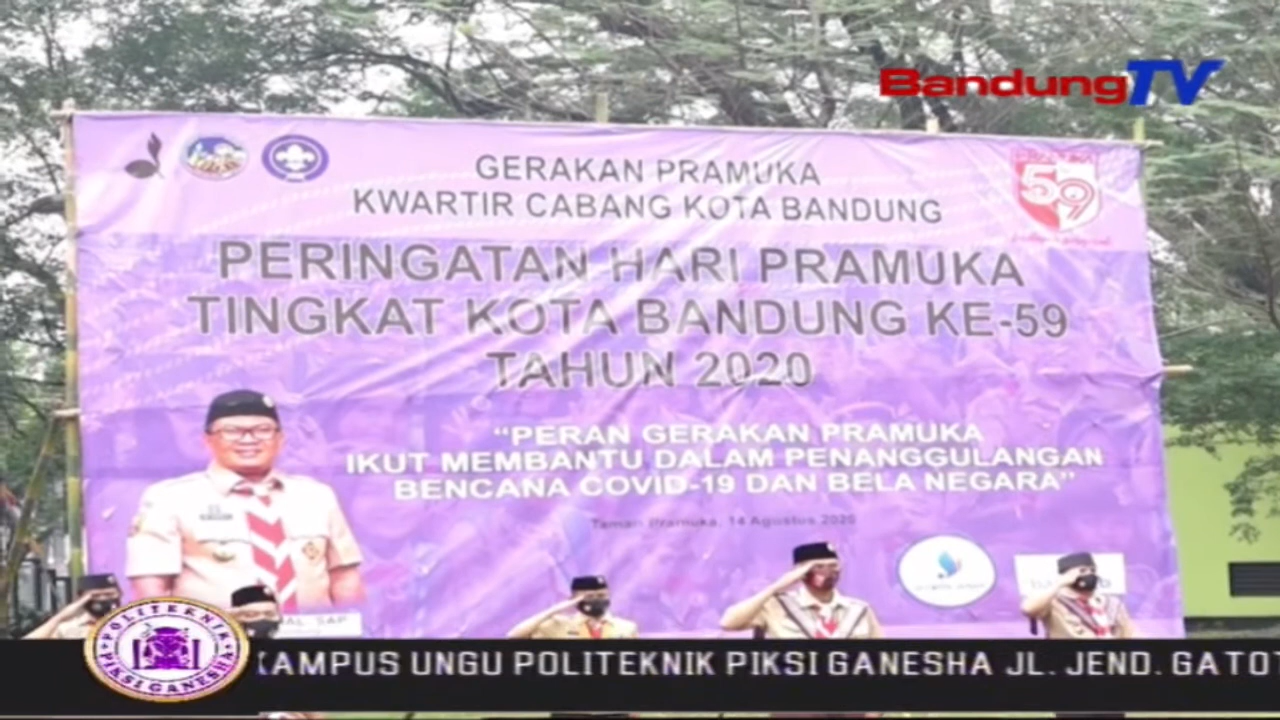 BandungTV
GERAKAN PRAMUKA
KWARTIR CABANG KOTA BANDUNG
59
PERINGATAN HARI PRAMUKA
TINGKAT KOTA BANDUNG KE-59
TAHUN 2020
"PERAN GERAKAN PRAMUKA
IKUT MEMBANTU DALAM PENANGGULANGAN
BENCANA COVID-19 DAN BELA NEGARA"
Taman Pramuka, 14 Agustus 2020
POLITEKNIK
PIKSI GANESHA
KAMPUS UNGU POLITEKNIK PIKSI GANESHA JL. JEND. GATOT